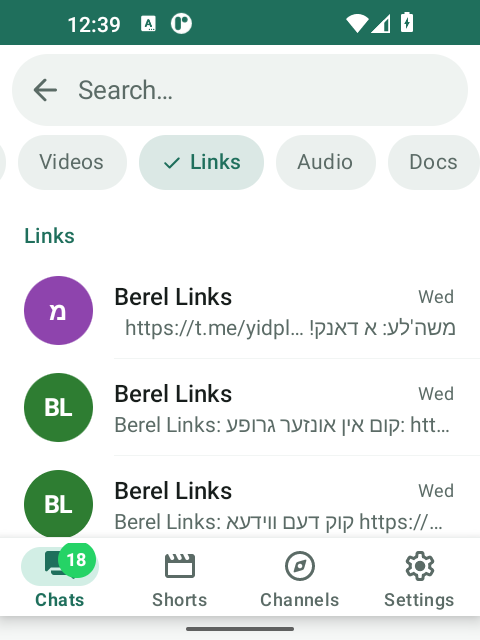 12:39
A
Search…
Videos
Links
Audio
Docs
Links
מ
Berel Links
Wed
משה'לע: א דאנק! https://t.me/yidpl…
BL
Berel Links
Wed
Berel Links: קום אין אונזער גרופע: htt…
BL
Berel Links
Wed
Berel Links: קוק דעם ווידעא https://…
18
Chats
Shorts
Channels
Settings